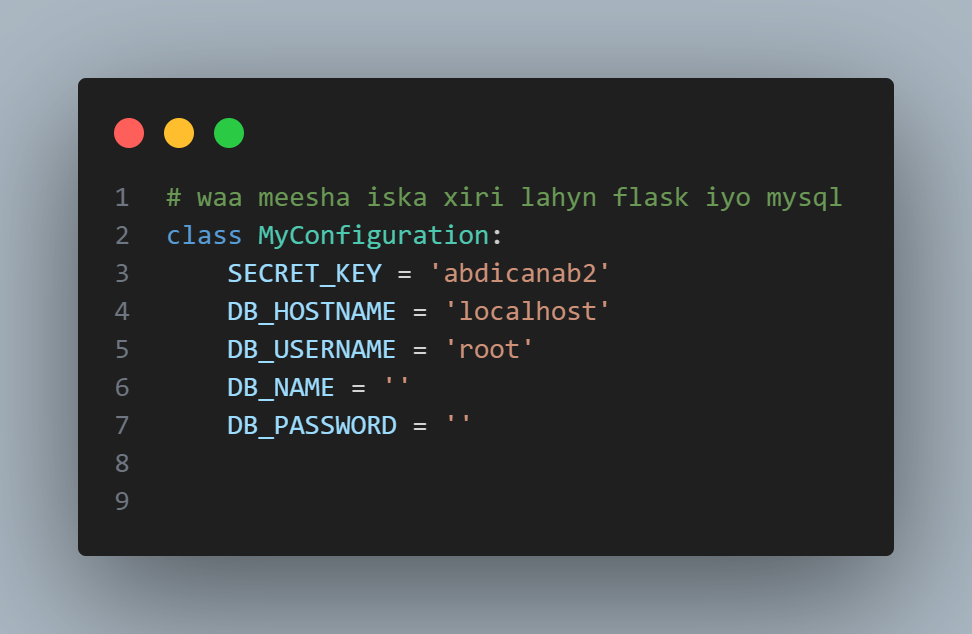 1 # waa meesha iska xiri lahyn flask iyo mysql
2 class MyConfiguration:
3     SECRET_KEY = 'abdicanab2'
4     DB_HOSTNAME = 'localhost'
5     DB_USERNAME = 'root'
6     DB_NAME = ''
7     DB_PASSWORD = ''
8
9